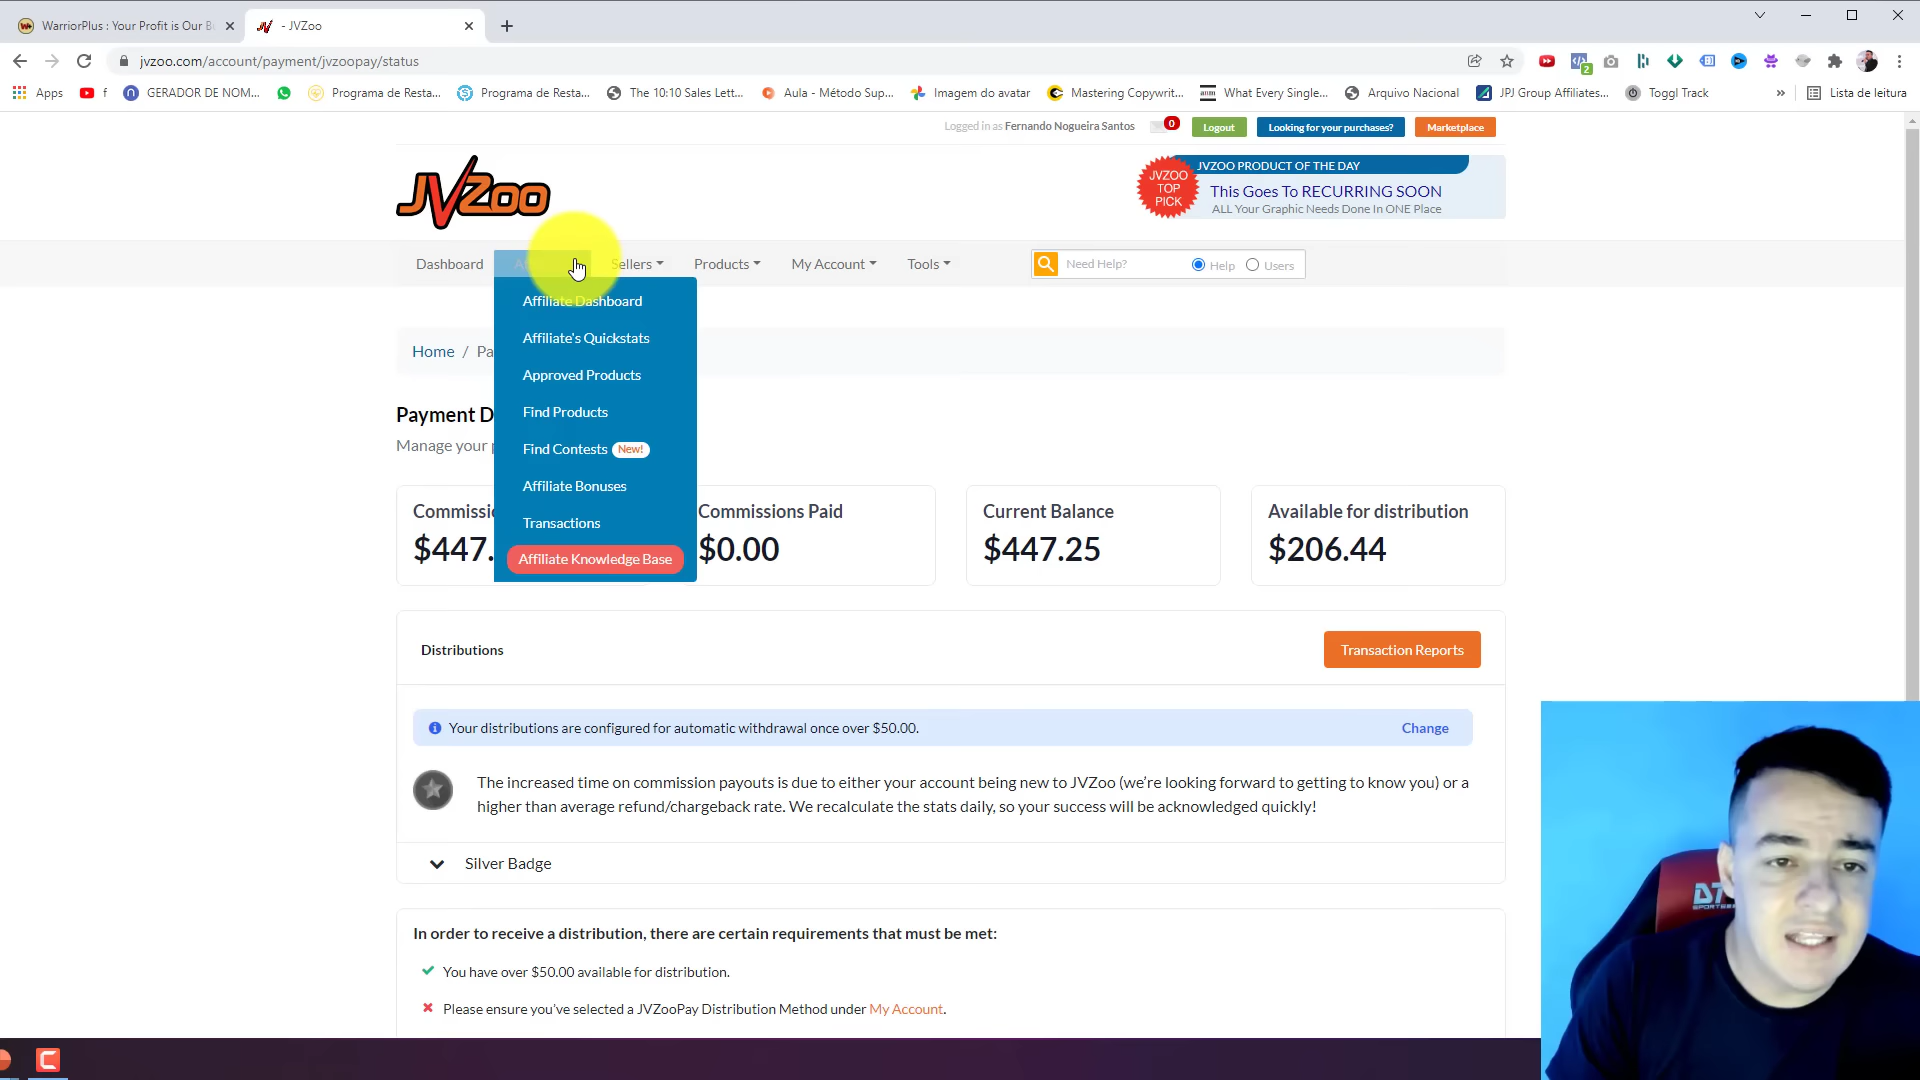 WarriorPlus : Your Profit is Our B
- JVZoo
jvzoo.com/account/payment/jvzoopay/status
2
Apps
f
GERADOR DE NOM...
Programa de Resta...
Programa de Resta...
The 10:10 Sales Lett...
Aula - Método Sup...
Imagem do avatar
Mastering Copywrit...
What Every Single...
Arquivo Nacional
JPJ Group Affiliates...
Toggl Track
»
Lista de leitura
Logged in as Fernando Nogueira Santos
0
Logout
Looking for your purchases?
Marketplace
JVZoo
JVZOO TOP PICK
JVZOO PRODUCT OF THE DAY
This Goes To RECURRING SOON
ALL Your Graphic Needs Done In ONE Place
Dashboard
Sellers
Products
My Account
Tools
Need Help?
Help
Users
Affiliate Dashboard
Affiliate's Quickstats
Approved Products
Find Products
Find Contests New!
Affiliate Bonuses
Transactions
Affiliate Knowledge Base
Home / Pa
Payment D
Manage your p
Commissi
$447.
Commissions Paid
$0.00
Current Balance
$447.25
Available for distribution
$206.44
Distributions
Transaction Reports
Your distributions are configured for automatic withdrawal once over $50.00.
Change
The increased time on commission payouts is due to either your account being new to JVZoo (we're looking forward to getting to know you) or a
higher than average refund/chargeback rate. We recalculate the stats daily, so your success will be acknowledged quickly!
Silver Badge
In order to receive a distribution, there are certain requirements that must be met:
You have over $50.00 available for distribution.
Please ensure you've selected a JVZooPay Distribution Method under My Account.